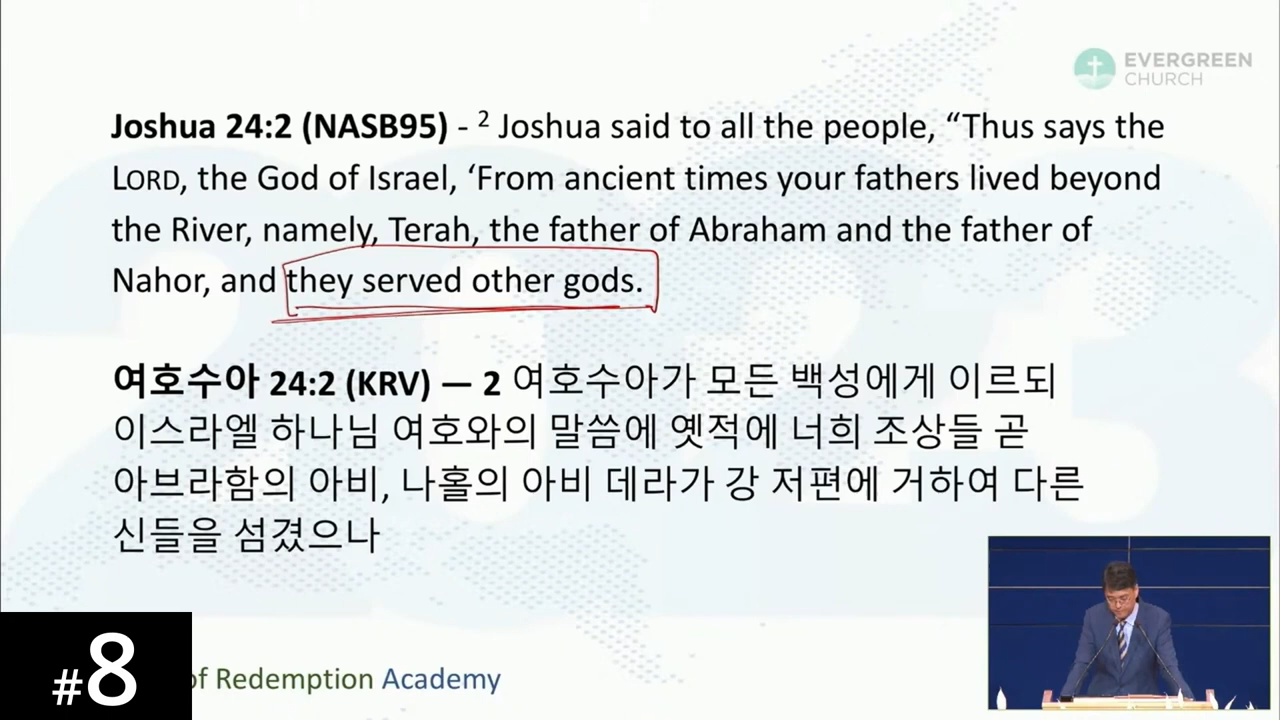 EVERGREEN
CHURCH
Joshua 24:2 (NASB95) - 2 Joshua said to all the people, “Thus says the
LORD, the God of Israel, ‘From ancient times your fathers lived beyond
the River, namely, Terah, the father of Abraham and the father of
Nahor, and they served other gods.
여호수아 24:2 (KRV) — 2 여호수아가 모든 백성에게 이르되
이스라엘 하나님 여호와의 말씀에 옛적에 너희 조상들 곧
아브라함의 아비, 나홀의 아비 데라가 강 저편에 거하여 다른
신들을 섬겼으나
#8
of Redemption Academy